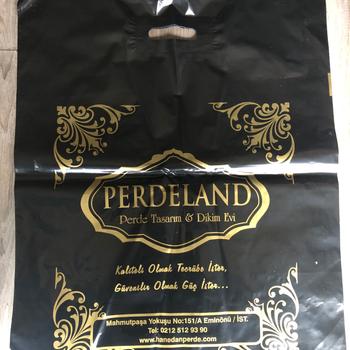 PERDELAND
Perde Tasarım & Dikim Evi
Kaliteli Olmak Tecrübe İster,
Güvenilir Olmak Güç İster...
Mahmutpaşa Yokuşu No:151/A Eminönü / İST.
Tel: 0212 512 93 90
www.hanedanperde.com